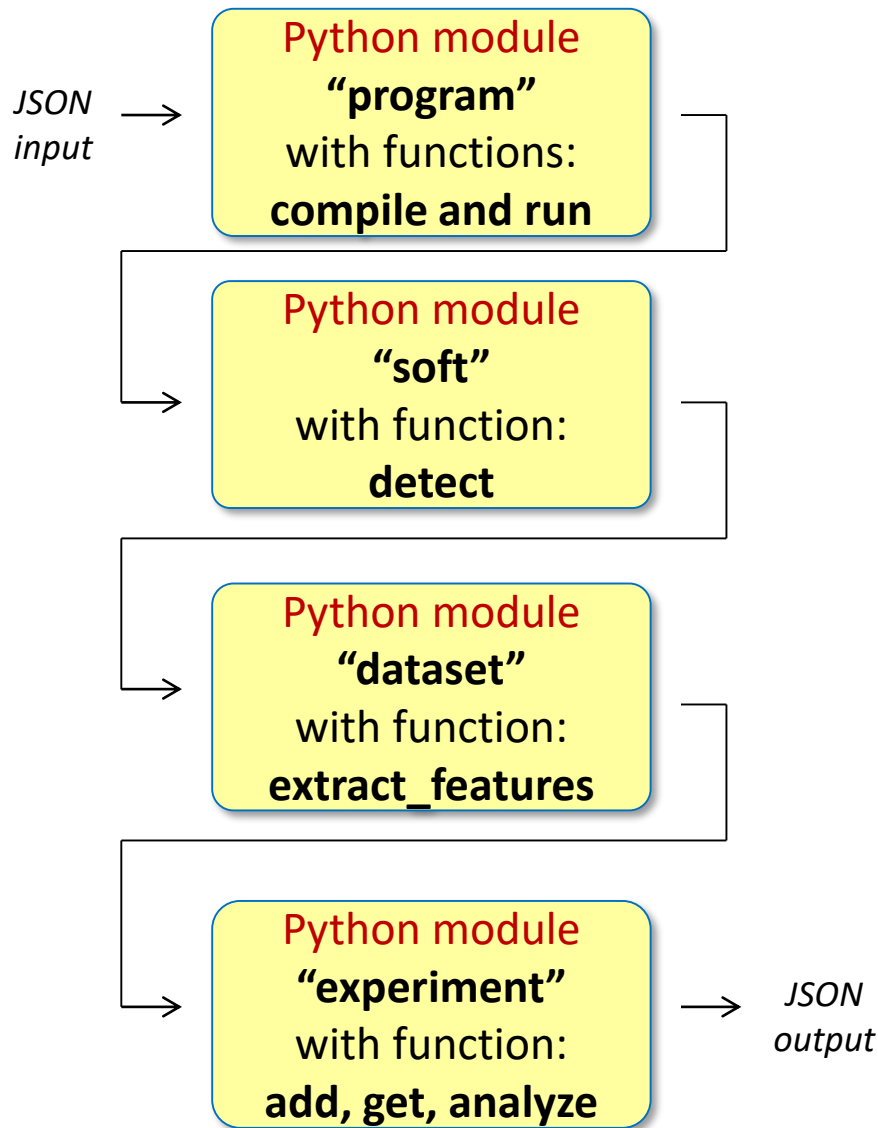 JSON
input
Python module
“program”
with functions:
compile and run
Python module
“soft”
with function:
detect
Python module
“dataset”
with function:
extract_features
Python module
“experiment”
with function:
add, get, analyze
JSON
output